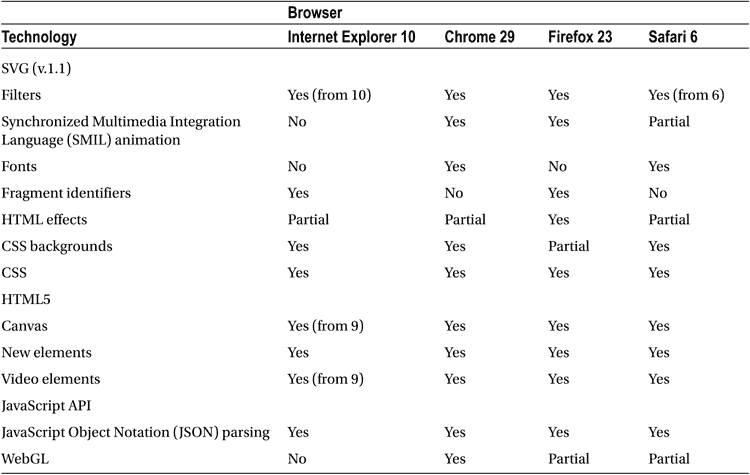 Browser
Technology Internet Explorer 10 Chrome 29 Firefox 23 Safari 6
SVG (v.1.1)
Filters Yes (from 10) Yes Yes Yes (from 6)
Synchronized Multimedia Integration No Yes Yes Partial
Language (SMIL) animation
Fonts No Yes No Yes
Fragment identifiers Yes No Yes No
HTML effects Partial Partial Yes Partial
CSS backgrounds Yes Yes Partial Yes
CSS Yes Yes Yes Yes
HTML5
Canvas Yes (from 9) Yes Yes Yes
New elements Yes Yes Yes Yes
Video elements Yes (from 9) Yes Yes Yes
JavaScript API
JavaScript Object Notation (JSON) parsing Yes Yes Yes Yes
WebGL No Yes Partial Partial